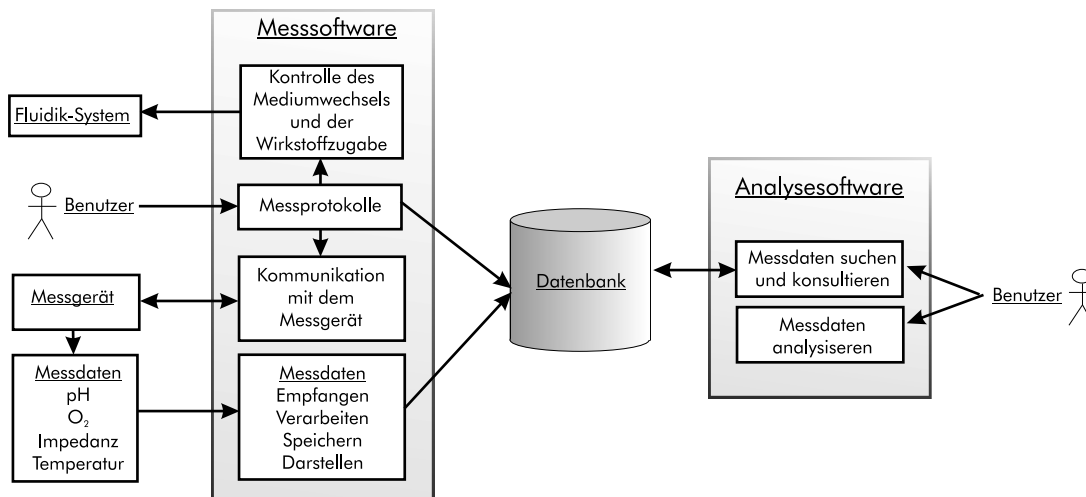 Messsoftware
Kontrolle des
Mediumwechsels
und der
Wirkstoffzugabe
Fluidik-System
Benutzer
Messprotokolle
Kommunikation
mit dem
Messgerät
Messgerät
Messdaten
pH
O₂
Impedanz
Temperatur
Messdaten
Empfangen
Verarbeiten
Speichern
Darstellen
Datenbank
Analysesoftware
Messdaten suchen
und konsultieren
Messdaten
analysiseren
Benutzer